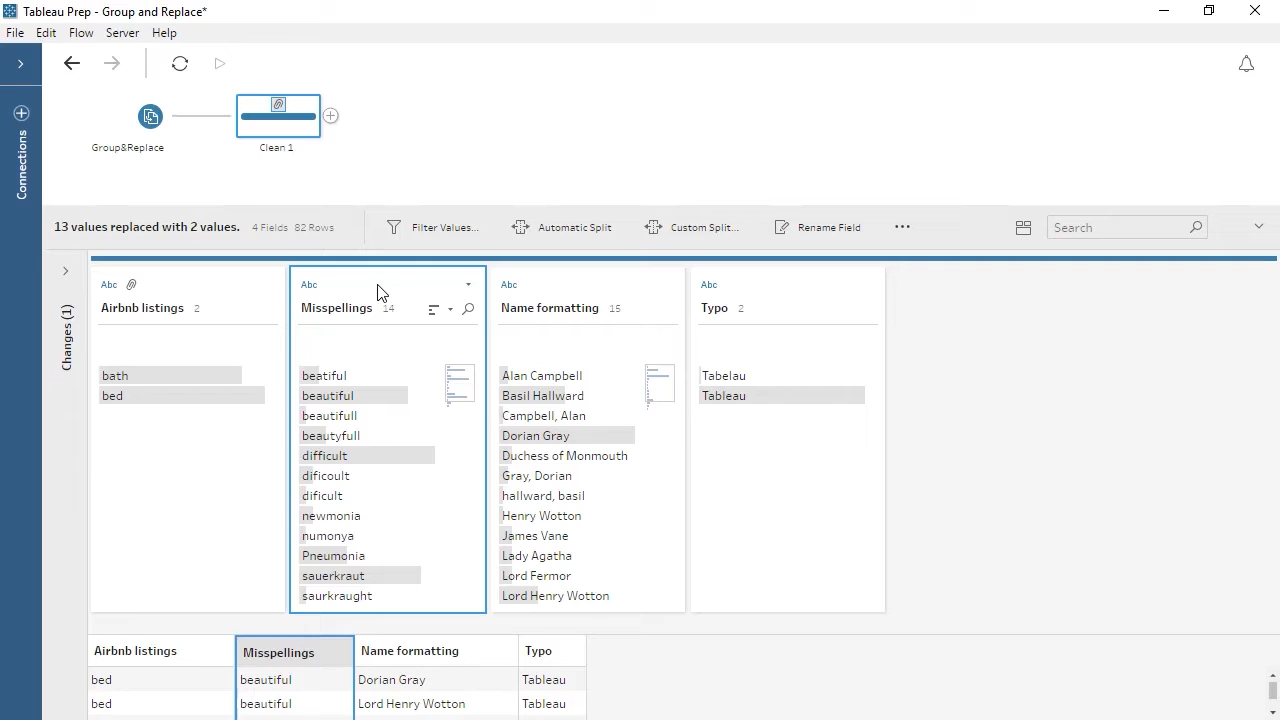 Tableau Prep - Group and Replace*
File Edit Flow Server Help
Connections
Group&Replace
Clean 1
13 values replaced with 2 values. 4 Fields 82 Rows
Filter Values...
Automatic Split
Custom Split...
Rename Field
Search
Changes (1)
Abc
Airbnb listings 2
bath
bed
Abc
Misspellings 14
beatiful
beautiful
beautifull
beautyfull
difficult
dificoult
dificult
newmonia
numonya
Pneumonia
sauerkraut
saurkraught
Abc
Name formatting 15
Alan Campbell
Basil Hallward
Campbell, Alan
Dorian Gray
Duchess of Monmouth
Gray, Dorian
hallward, basil
Henry Wotton
James Vane
Lady Agatha
Lord Fermor
Lord Henry Wotton
Abc
Typo 2
Tabelau
Tableau
Airbnb listings Misspellings Name formatting Typo
bed beautiful Dorian Gray Tableau
bed beautiful Lord Henry Wotton Tableau